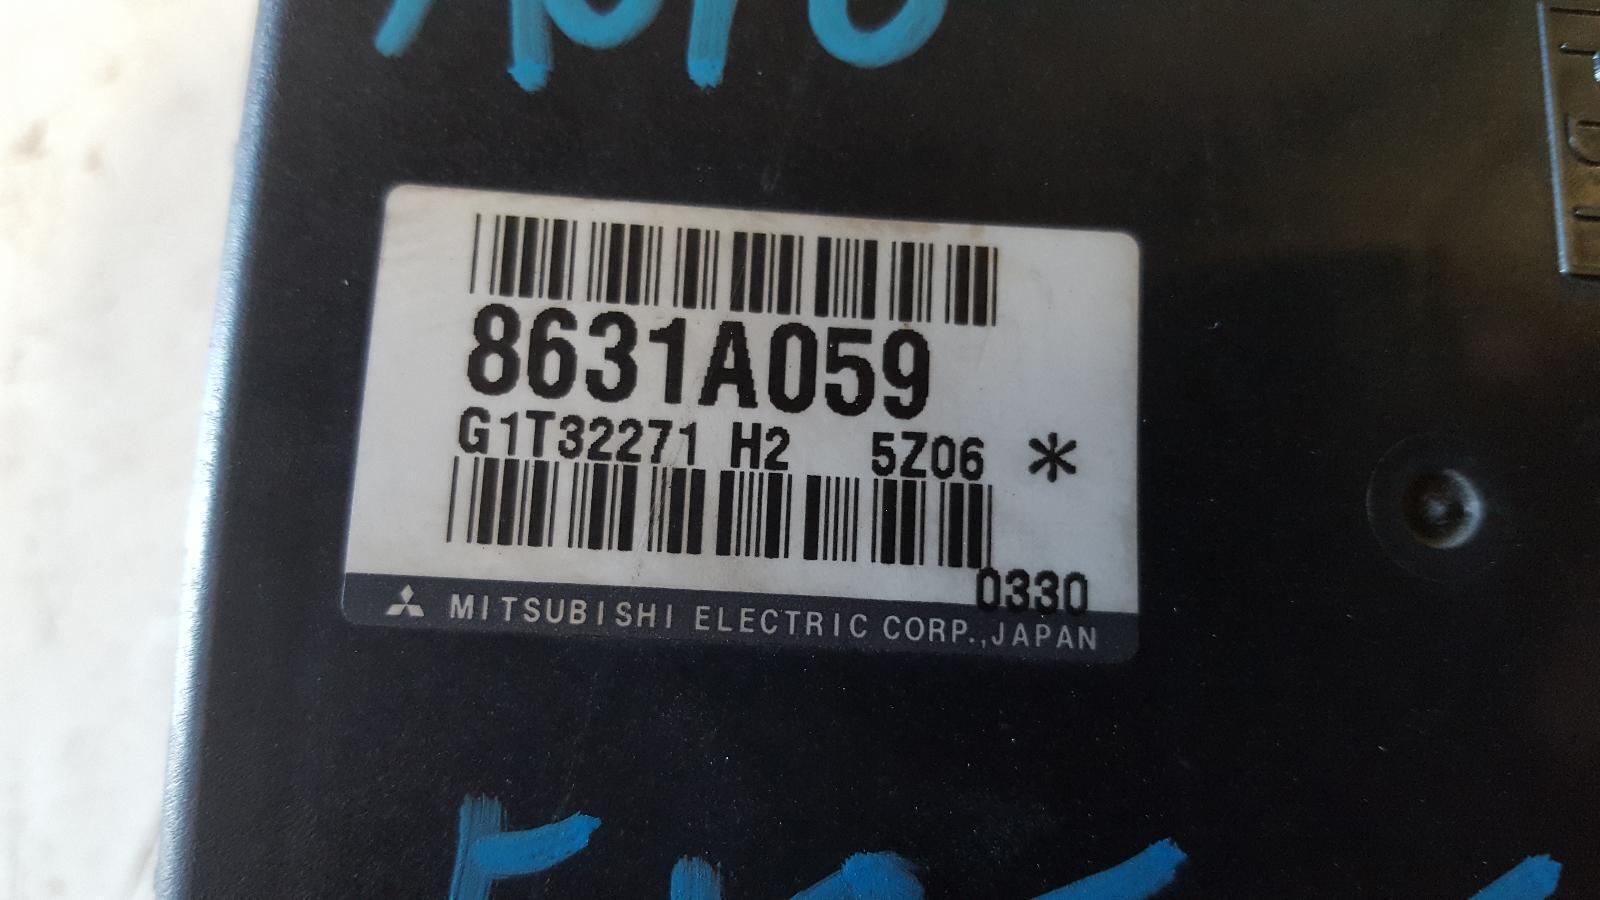 8631A059
G1T32271 H2 5Z06 *
0330
MITSUBISHI ELECTRIC CORP.,JAPAN